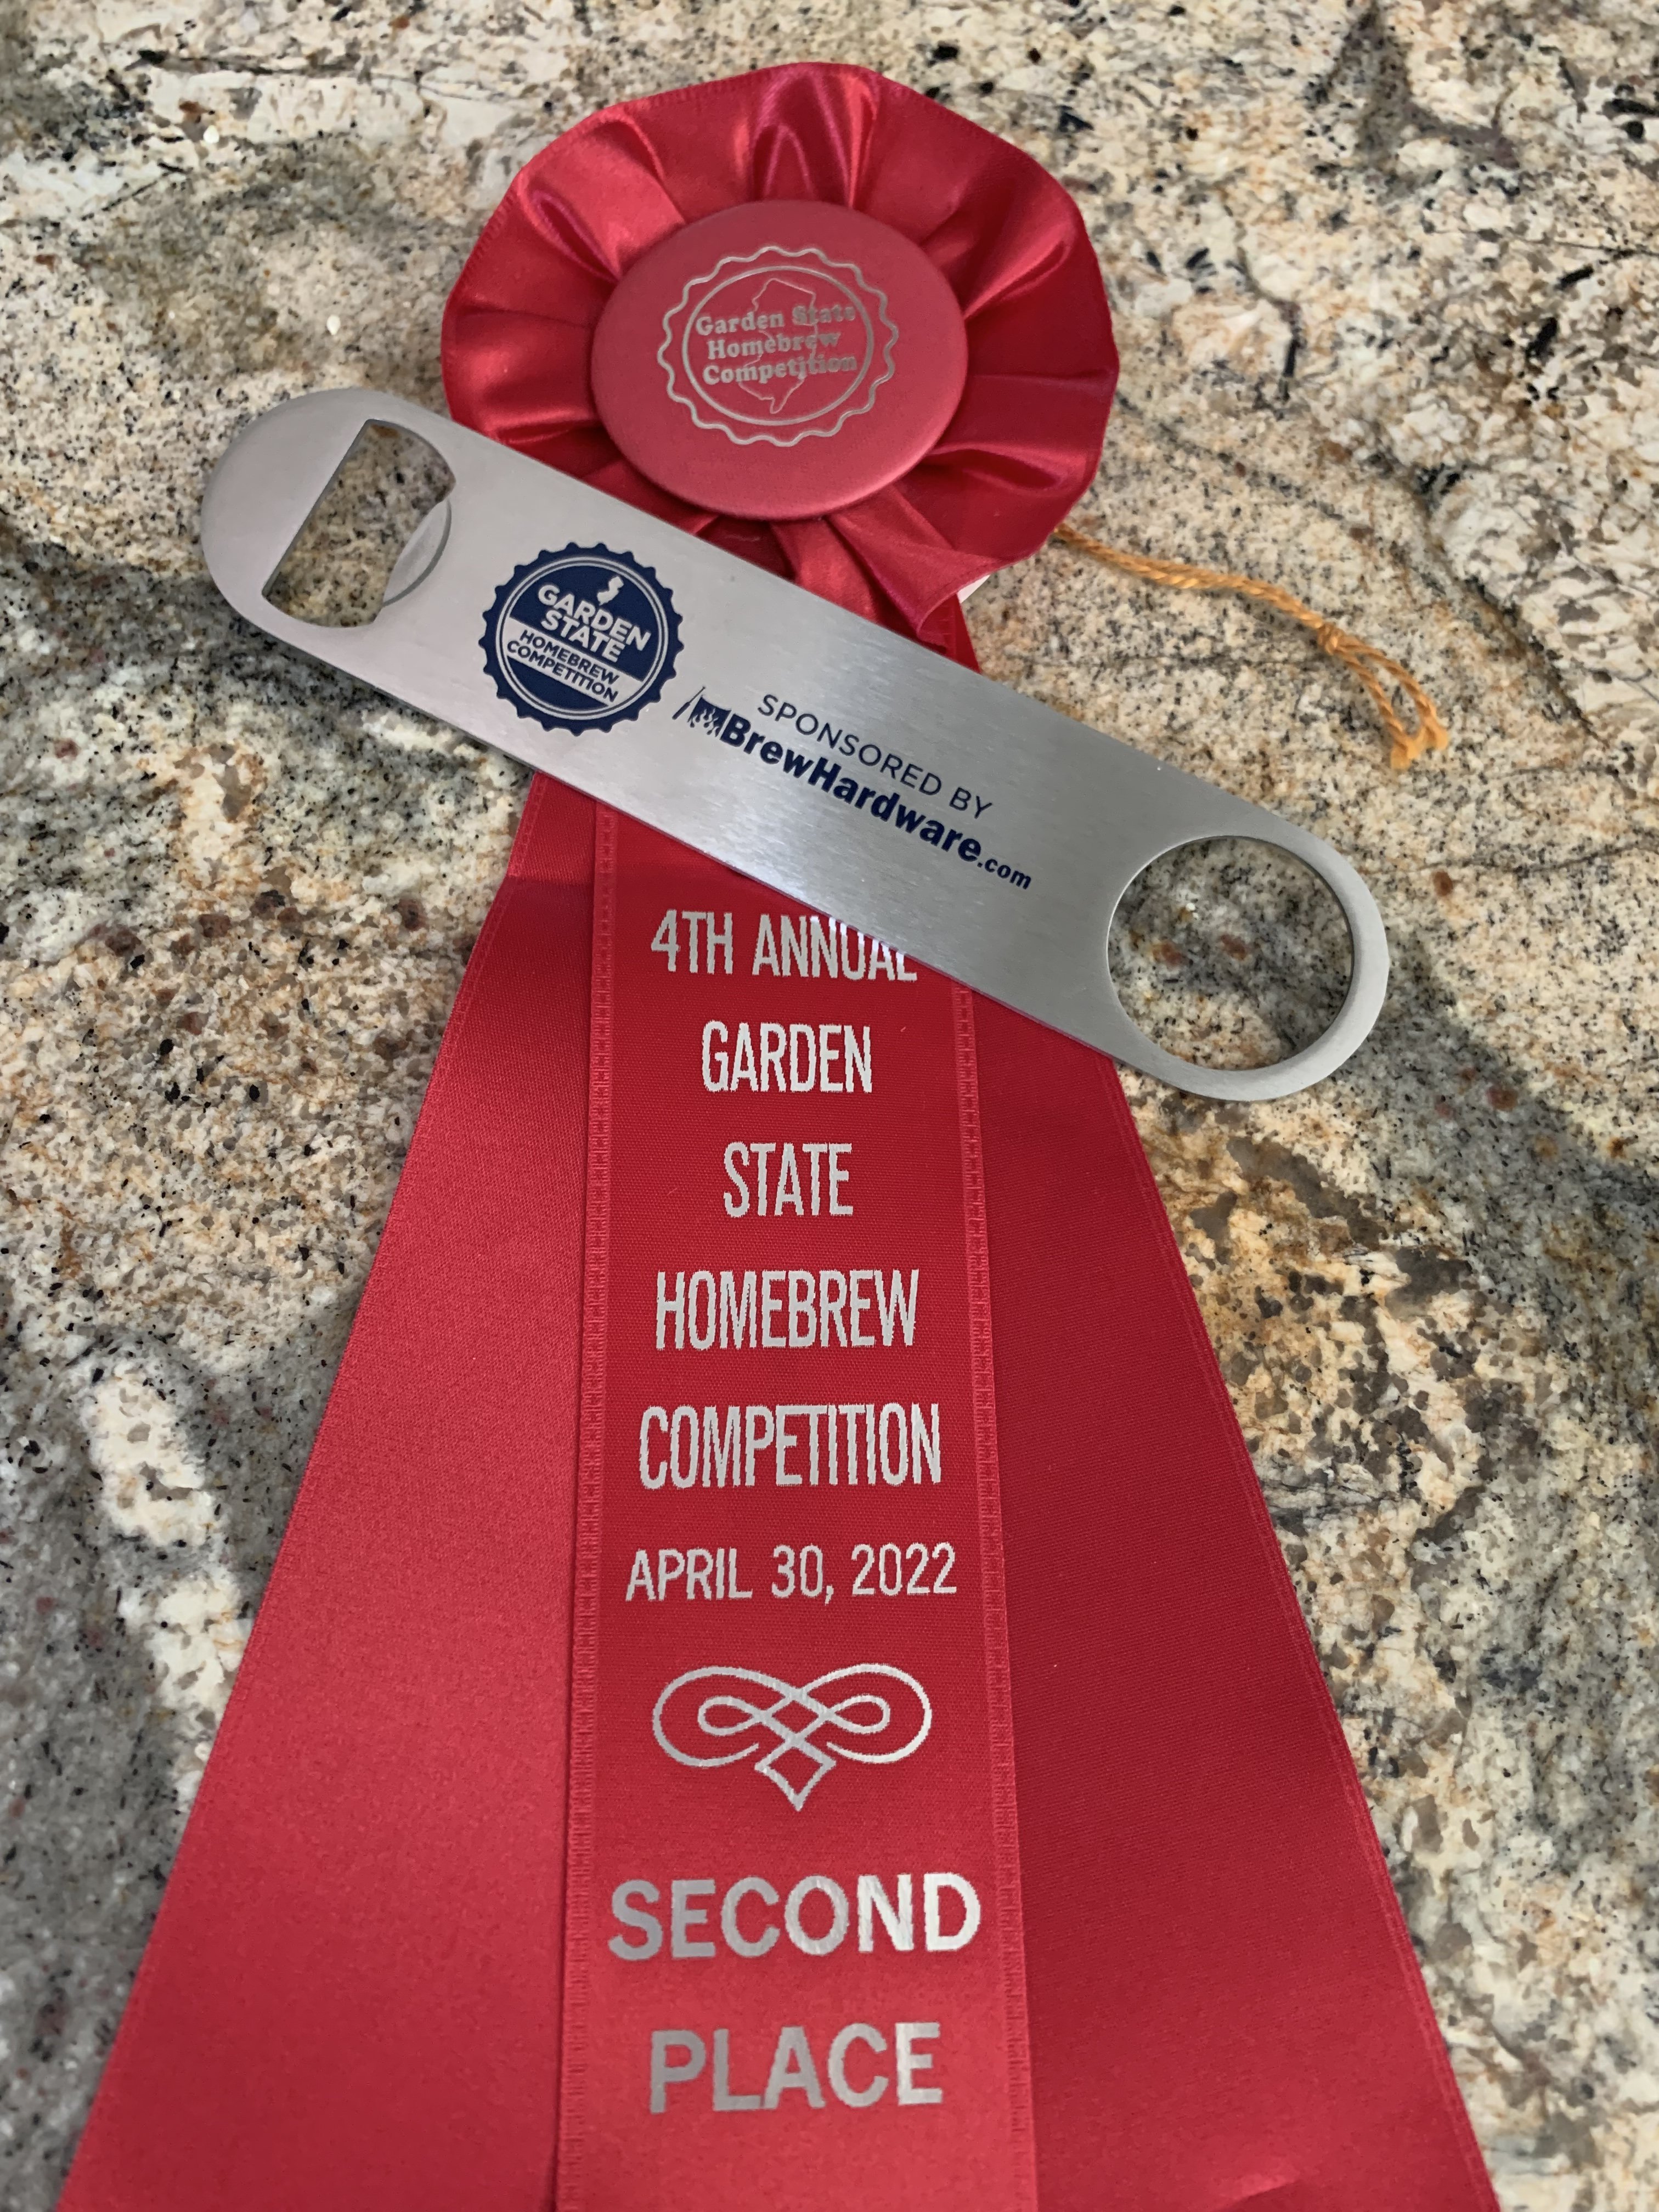 Garden State
Homebrew
Competition
GARDEN
STATE
HOMEBREW
COMPETITION
SPONSORED BY
BrewHardware.com
4TH ANNUAL
GARDEN
STATE
HOMEBREW
COMPETITION
APRIL 30, 2022
SECOND
PLACE